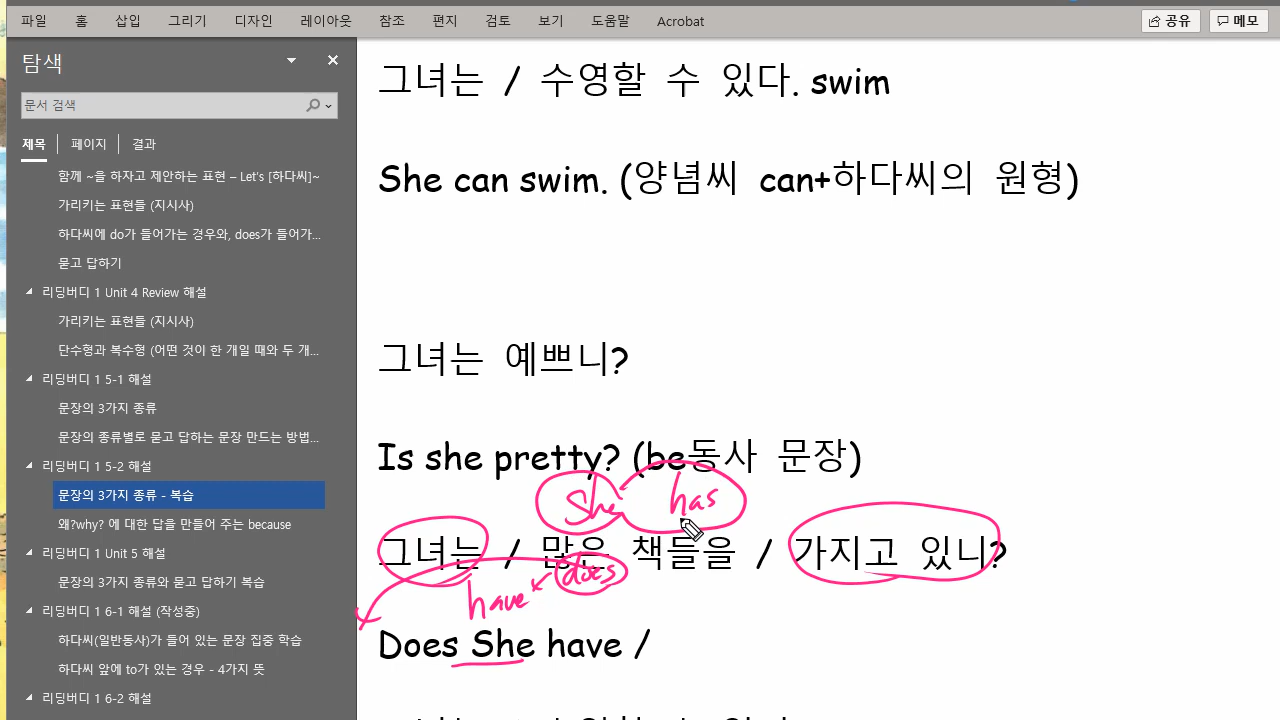 파일 홈 삽입 그리기 디자인 레이아웃 참조 편지 검토 보기 도움말 Acrobat 공유 메모
탐색
문서 검색
제목 페이지 결과
함께 ~을 하자고 제안하는 표현 – Let's [하다씨]~
가리키는 표현들 (지시사)
하다씨에 do가 들어가는 경우와, does가 들어가...
묻고 답하기
리딩버디 1 Unit 4 Review 해설
가리키는 표현들 (지시사)
단수형과 복수형 (어떤 것이 한 개일 때와 두 개...
리딩버디 1 5-1 해설
문장의 3가지 종류
문장의 종류별로 묻고 답하는 문장 만드는 방법...
리딩버디 1 5-2 해설
문장의 3가지 종류 - 복습
왜?why? 에 대한 답을 만들어 주는 because
리딩버디 1 Unit 5 해설
문장의 3가지 종류와 묻고 답하기 복습
리딩버디 1 6-1 해설 (작성중)
하다씨(일반동사)가 들어 있는 문장 집중 학습
하다씨 앞에 to가 있는 경우 - 4가지 뜻
리딩버디 1 6-2 해설
그녀는 / 수영할 수 있다. swim
She can swim. (양념씨 can+하다씨의 원형)
그녀는 예쁘니?
Is she pretty? (be동사 문장)
She has
그녀는 / 많은 책들을 / 가지고 있니?
have does
Does She have /